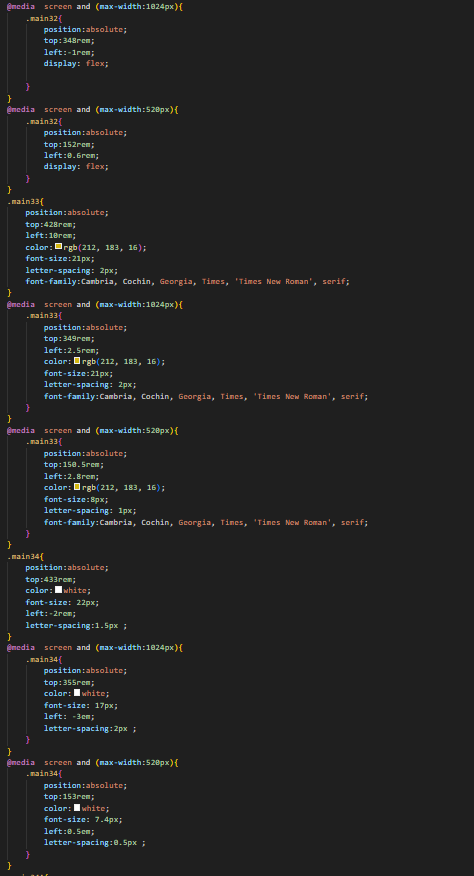 @media  screen and (max-width:1024px){
    .main32{
        position:absolute;
        top:348rem;
        left:-1rem;
        display: flex;

    }
}
@media  screen and (max-width:520px){
    .main32{
        position:absolute;
        top:152rem;
        left:0.6rem;
        display: flex;
    }
}
.main33{
    position:absolute;
    top:428rem;
    left:10rem;
    color:rgb(212, 183, 16);
    font-size:21px;
    letter-spacing: 2px;
    font-family:Cambria, Cochin, Georgia, Times, 'Times New Roman', serif;
}
@media  screen and (max-width:1024px){
    .main33{
        position:absolute;
        top:349rem;
        left:2.5rem;
        color:rgb(212, 183, 16);
        font-size:21px;
        letter-spacing: 2px;
        font-family:Cambria, Cochin, Georgia, Times, 'Times New Roman', serif;
    }
}
@media  screen and (max-width:520px){
    .main33{
        position:absolute;
        top:150.5rem;
        left:2.8rem;
        color:rgb(212, 183, 16);
        font-size:8px;
        letter-spacing: 1px;
        font-family:Cambria, Cochin, Georgia, Times, 'Times New Roman', serif;
    }
}
.main34{
    position:absolute;
    top:433rem;
    color:white;
    font-size: 22px;
    left:-2rem;
    letter-spacing:1.5px ;
}
@media  screen and (max-width:1024px){
    .main34{
        position:absolute;
        top:355rem;
        color:white;
        font-size: 17px;
        left: -3em;
        letter-spacing:2px ;
    }
}
@media  screen and (max-width:520px){
    .main34{
        position:absolute;
        top:153rem;
        color:white;
        font-size: 7.4px;
        left:0.5em;
        letter-spacing:0.5px ;
    }
}